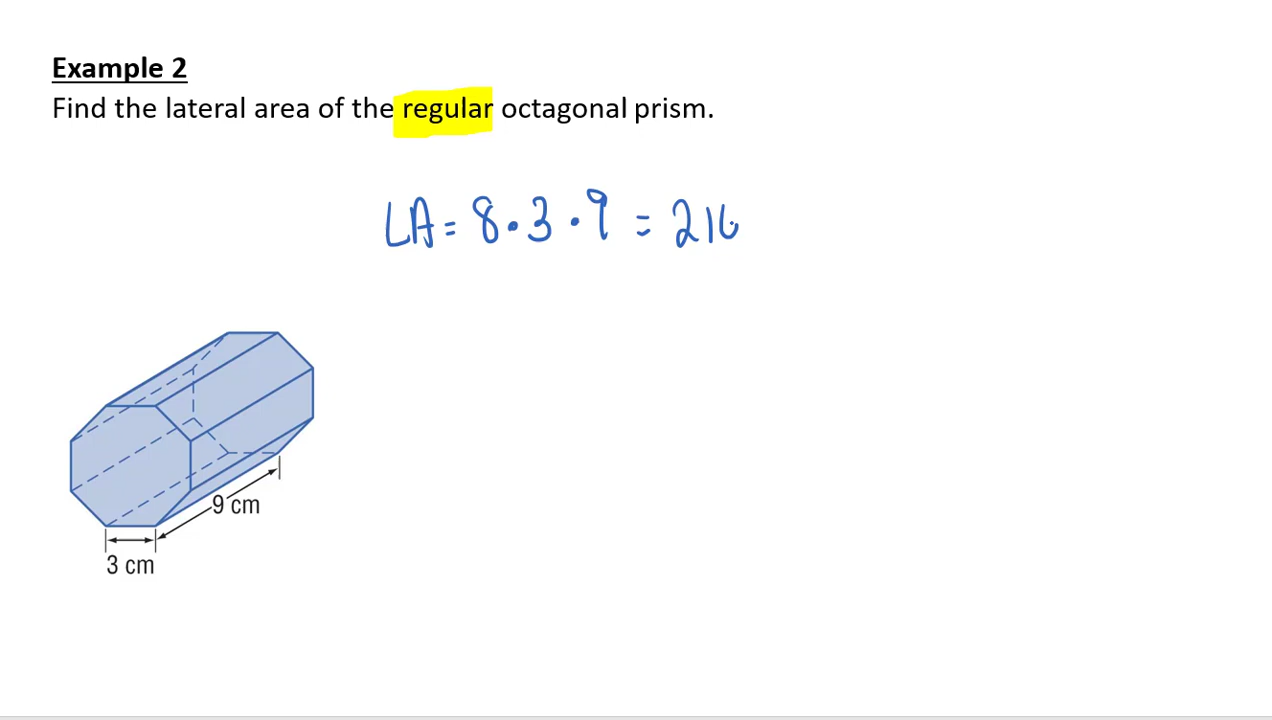 Example 2
Find the lateral area of the regular octagonal prism.
LA = 8 • 3 • 9 = 216
9 cm
3 cm